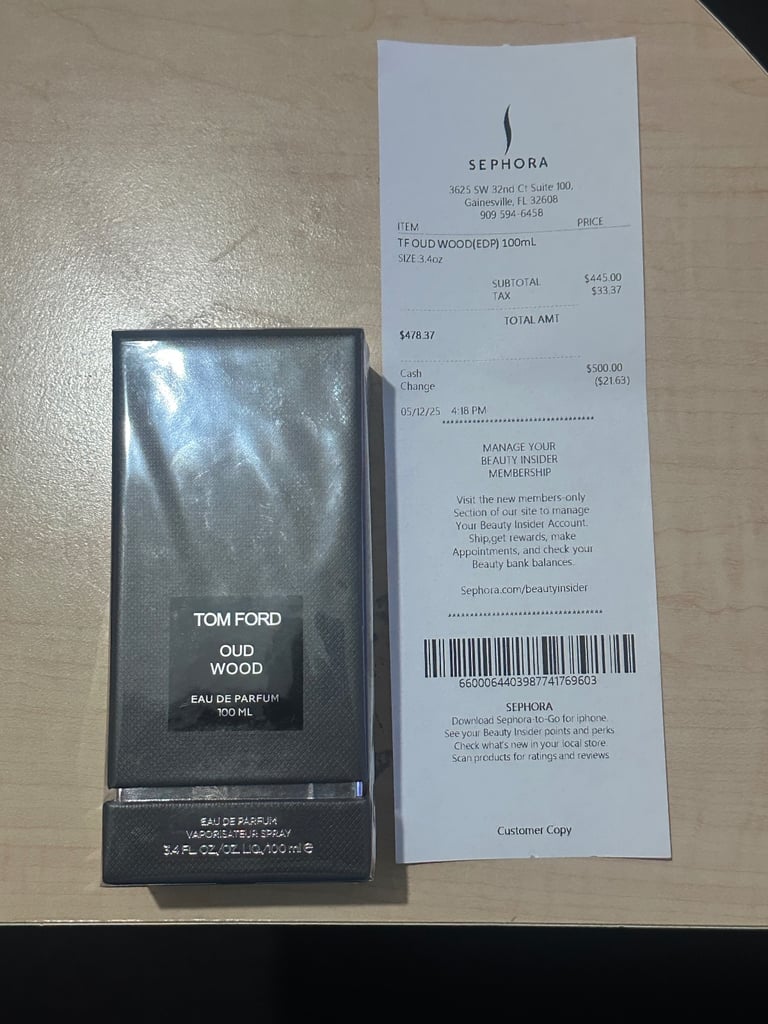 SEPHORA
3625 SW 32nd Ct Suite 100,
Gainesville, FL 32608
909 594-6458
ITEM PRICE
TF OUD WOOD(EDP) 100mL
SIZE:3.4oz
SUBTOTAL $445.00
TAX $33.37
TOTAL AMT
$478.37
Cash $500.00
Change ($21.63)
05/12/25 4:18 PM
************************************
MANAGE YOUR
BEAUTY INSIDER
MEMBERSHIP
Visit the new members-only
Section of our site to manage
Your Beauty Insider Account.
Ship,get rewards, make
Appointments, and check your
Beauty bank balances.
Sephora.com/beautyinsider
************************************
6600064403987741769603
SEPHORA
Download Sephora-to-Go for iphone.
See your Beauty Insider points and perks
Check what's new in your local store.
Scan products for ratings and reviews
Customer Copy
TOM FORD
OUD
WOOD
EAU DE PARFUM
100 ML
EAU DE PARFUM
VAPORISATEUR SPRAY
3.4 FL.OZ./OZ. LIQ./100 ml ℮